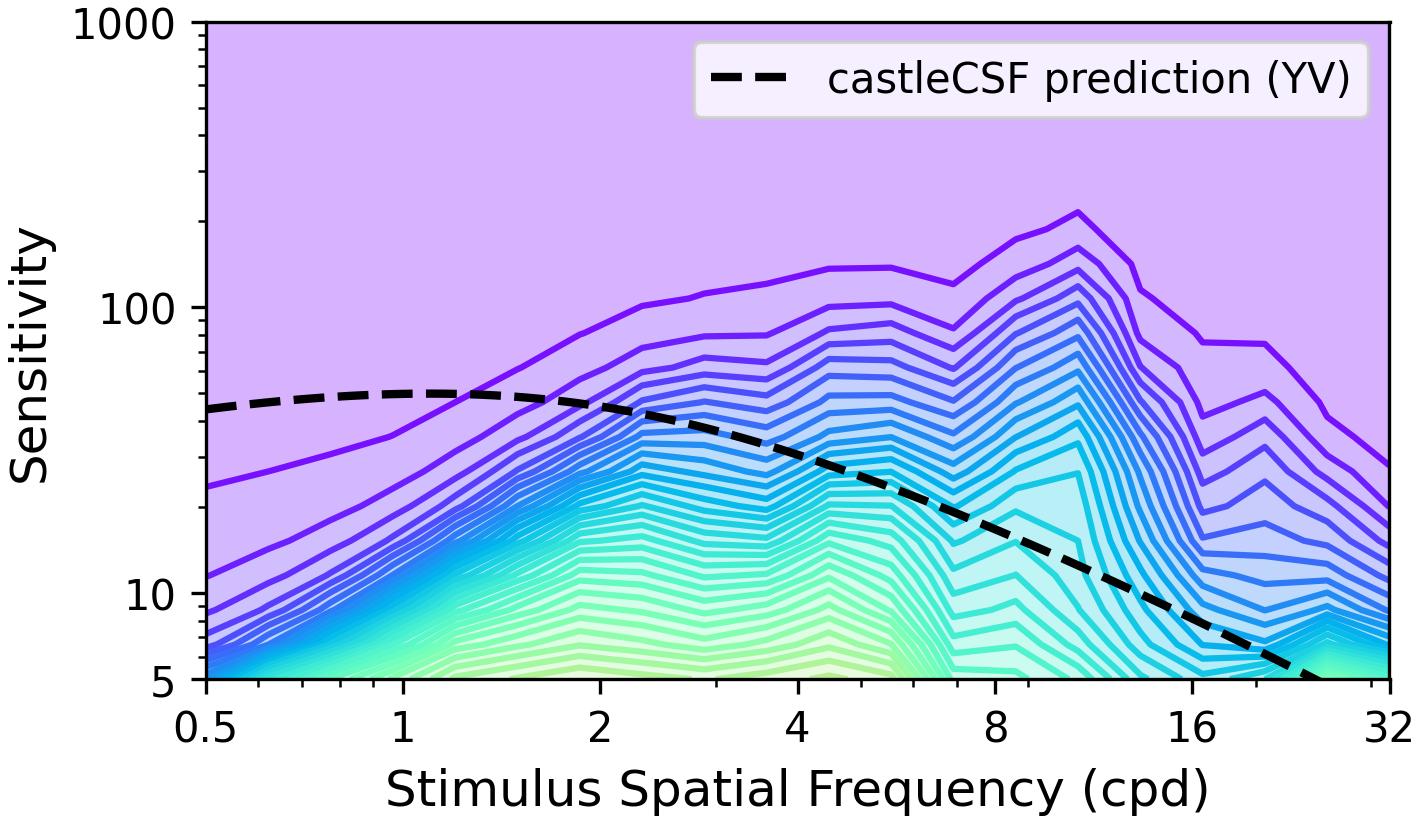 1000
100
10
5
Sensitivity
castleCSF prediction (YV)
0.5 1 2 4 8 16 32
Stimulus Spatial Frequency (cpd)